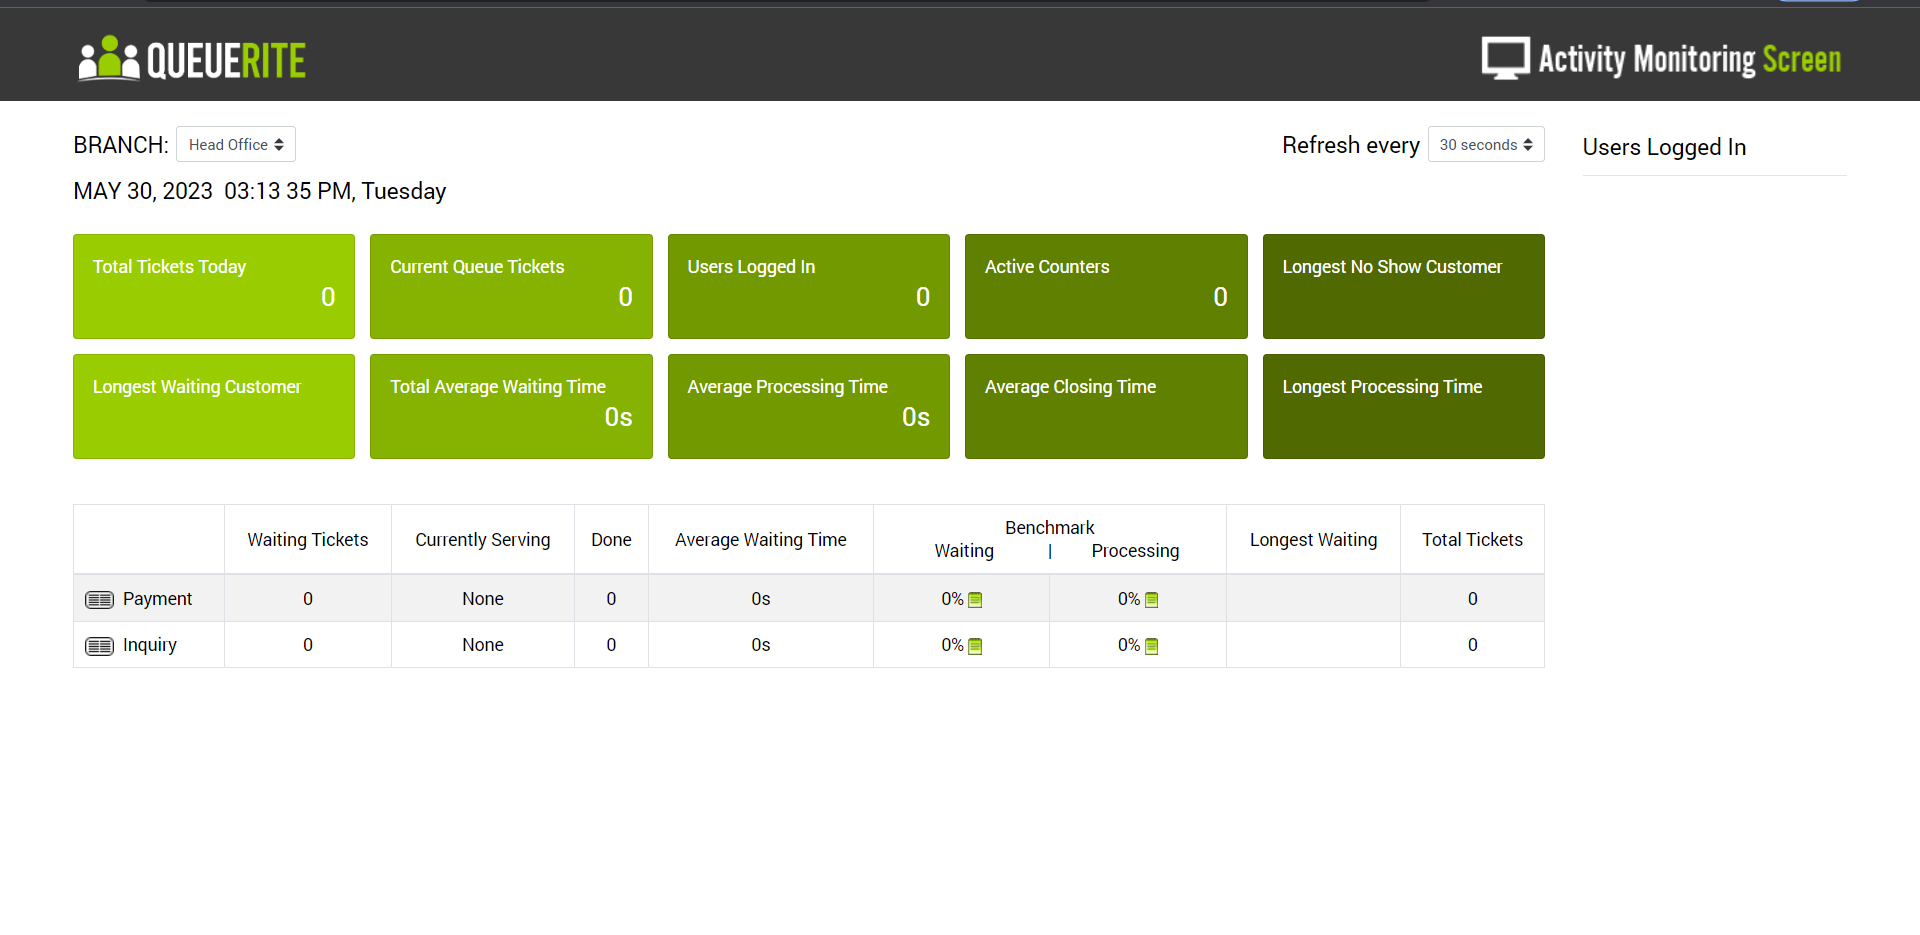 QUEUERITE
Activity Monitoring Screen
BRANCH: Head Office
Refresh every 30 seconds
Users Logged In
MAY 30, 2023 03:13 35 PM, Tuesday
Total Tickets Today
0
Current Queue Tickets
0
Users Logged In
0
Active Counters
0
Longest No Show Customer
Longest Waiting Customer
Total Average Waiting Time
0s
Average Processing Time
0s
Average Closing Time
Longest Processing Time
Waiting Tickets Currently Serving Done Average Waiting Time Benchmark Longest Waiting Total Tickets
Waiting | Processing
Payment 0 None 0 0s 0% 0% 0
Inquiry 0 None 0 0s 0% 0% 0